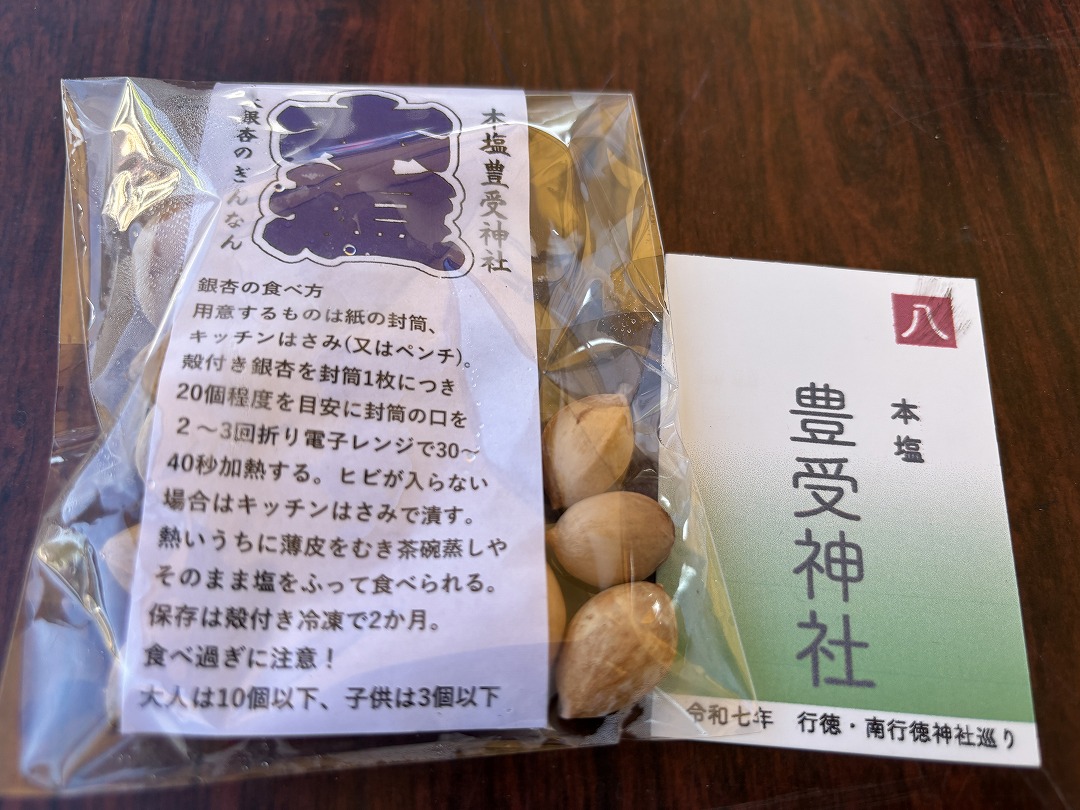 本塩豊受神社
銀杏のぎんなん
銀杏の食べ方
用意するものは紙の封筒、
キッチンはさみ(又はペンチ)。
殻付き銀杏を封筒1枚につき
20個程度を目安に封筒の口を
2〜3回折り電子レンジで30〜
40秒加熱する。ヒビが入らない
場合はキッチンはさみで潰す。
熱いうちに薄皮をむき茶碗蒸しや
そのまま塩をふって食べられる。
保存は殻付き冷凍で2か月。
食べ過ぎに注意!
大人は10個以下、子供は3個以下
八
本塩
豊受神社
令和七年 行徳・南行徳神社巡り